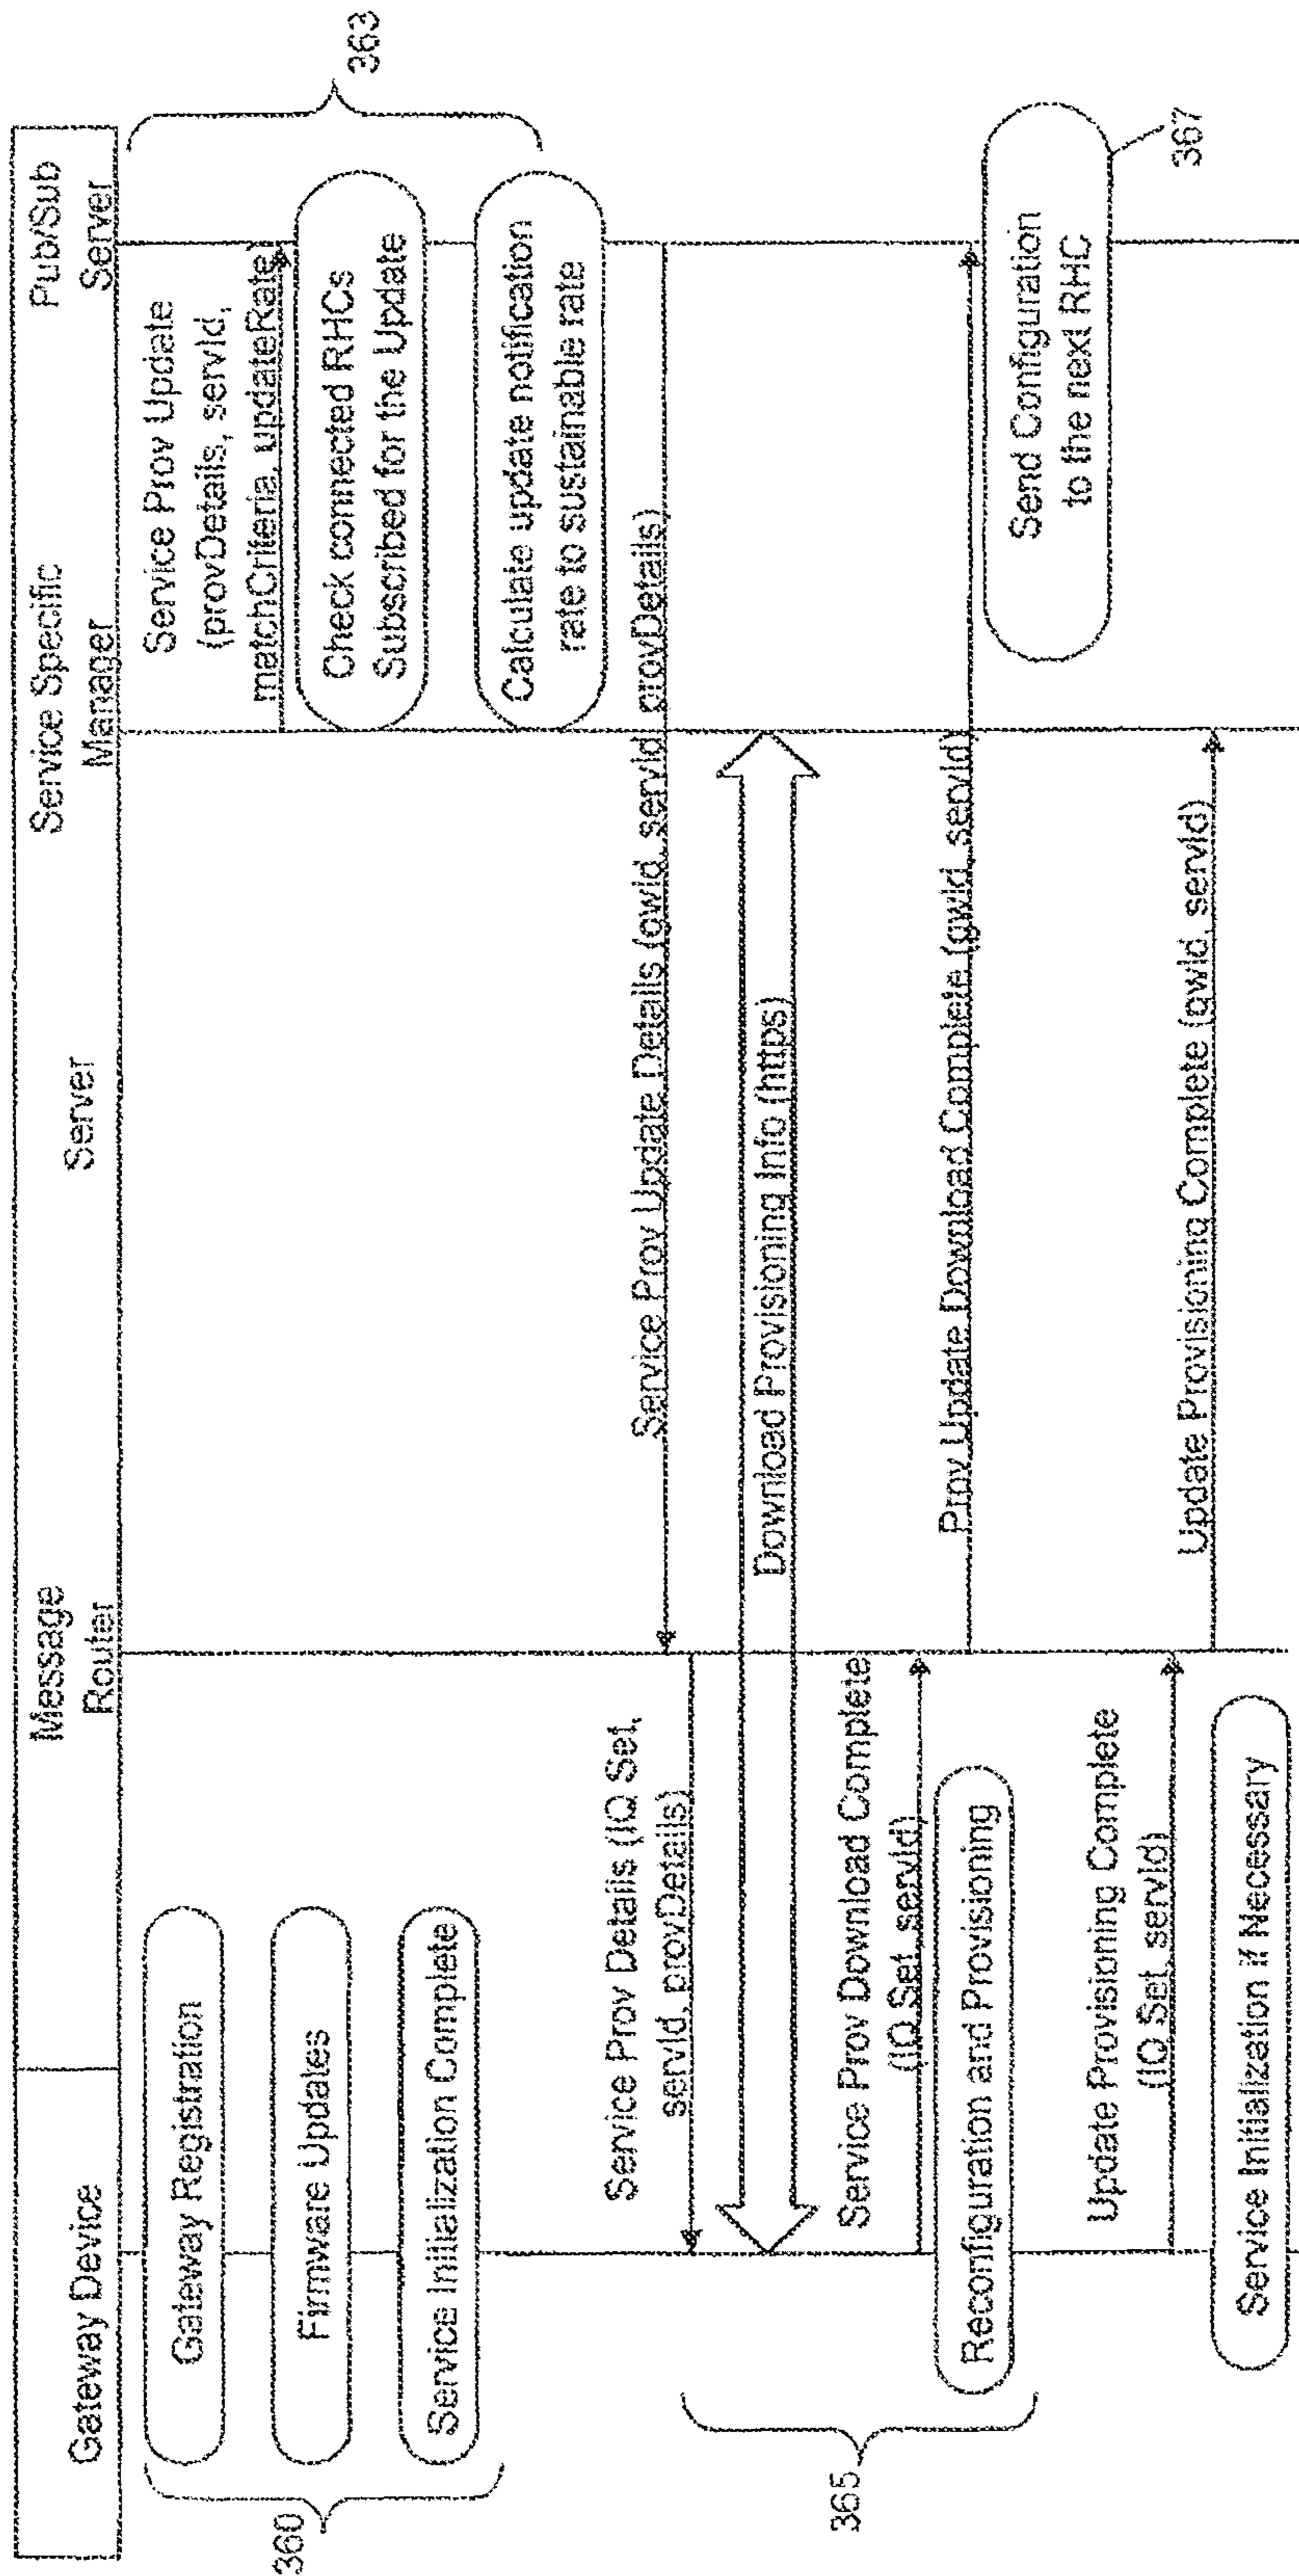 Gateway Device
Message
Router
Server
Service Specific
Manager
Pub/Sub
Server
Gateway Registration
Firmware Updates
Service Initialization Complete
360
Service Prov Update
(provDetails, servId,
matchCriteria, updateRate)
Check connected RHCs
Subscribed for the Update
Calculate update notification
rate to sustainable rate
363
Service Prov Update Details (gwId, servId, provDetails)
Service Prov Details (IQ Set,
servId, provDetails)
Download Provisioning Info (https)
Service Prov Download Complete
(IQ Set, servId)
Reconfiguration and Provisioning
365
Prov Update Download Complete (gwId, servId)
Send Configuration
to the next RHC
367
Update Provisioning Complete
(IQ Set, servId)
Update Provisioning Complete (gwId, servId)
Service Initialization if Necessary